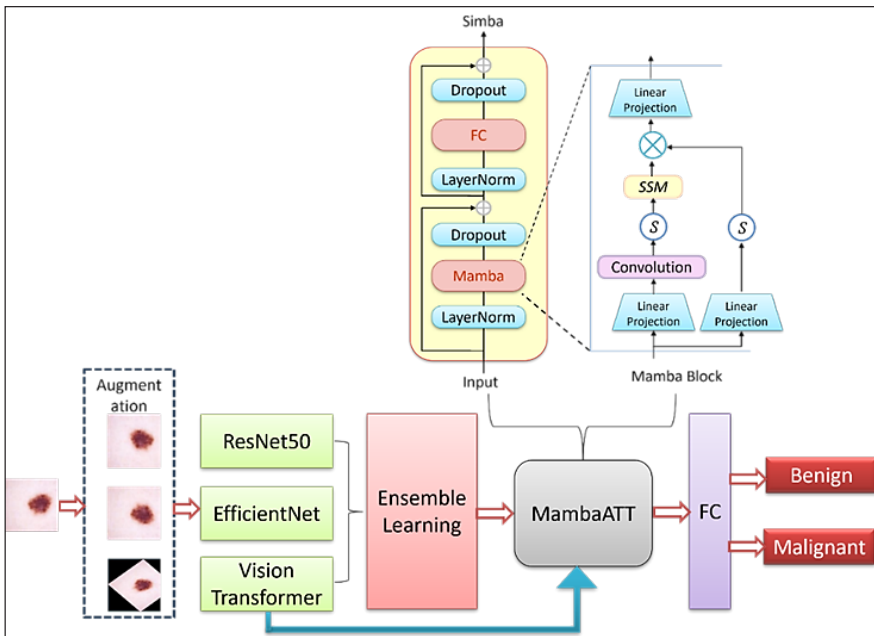 Simba
Dropout
FC
LayerNorm
Dropout
Mamba
LayerNorm
Input
Linear
Projection
SSM
S
S
Convolution
Linear
Projection
Linear
Projection
Mamba Block
Augment
ation
ResNet50
EfficientNet
Vision
Transformer
Ensemble
Learning
MambaATT
FC
Benign
Malignant